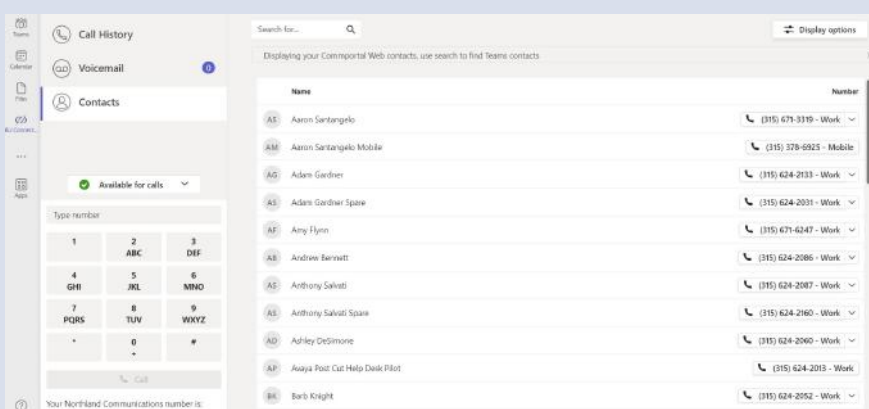 Teams
Calendar
Files
Apps
Call History
Voicemail
0
Contacts
Available for calls
Type number
1
2
ABC
3
DEF
4
GHI
5
JKL
6
MNO
7
PQRS
8
TUV
9
WXYZ
*
0
+
#
Call
Your Northland Communications number is:
Search for...
Display options
Displaying your Commportal Web contacts, use search to find Teams contacts
Name Number
AS Aaron Santangelo (315) 671-3319 - Work
AM Aaron Santangelo Mobile (315) 378-6925 - Mobile
AG Adam Gardner (315) 624-2133 - Work
AS Adam Gardner Spare (315) 624-2031 - Work
AF Amy Flynn (315) 671-6247 - Work
AB Andrew Bennett (315) 624-2086 - Work
AS Anthony Salvati (315) 624-2087 - Work
AS Anthony Salvati Spare (315) 624-2160 - Work
AD Ashley DeSimone (315) 624-2060 - Work
AP Avaya Post Cut Help Desk Pilot (315) 624-2013 - Work
BK Barb Knight (315) 624-2052 - Work